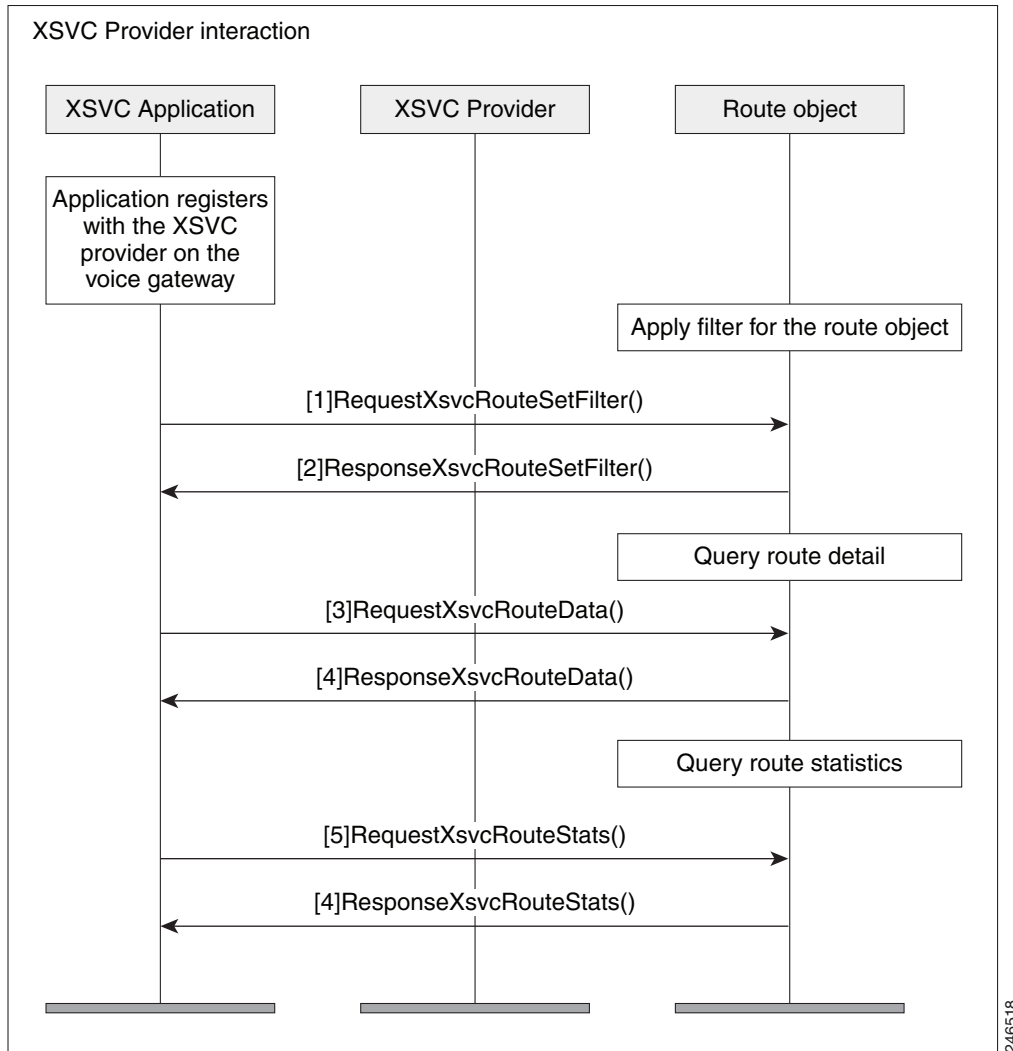 XSVC Provider interaction
XSVC Application
XSVC Provider
Route object
Application registers
with the XSVC
provider on the
voice gateway
Apply filter for the route object
[1]RequestXsvcRouteSetFilter()
[2]ResponseXsvcRouteSetFilter()
Query route detail
[3]RequestXsvcRouteData()
[4]ResponseXsvcRouteData()
Query route statistics
[5]RequestXsvcRouteStats()
[4]ResponseXsvcRouteStats()
246518